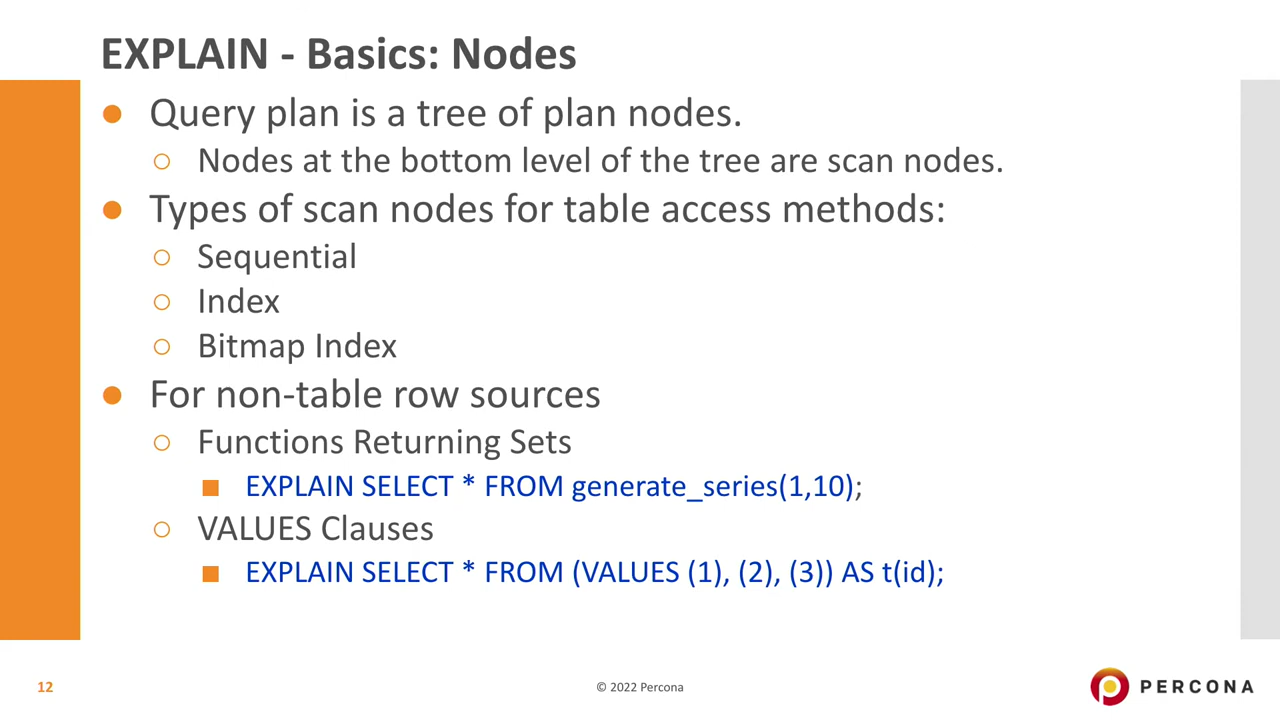 EXPLAIN - Basics: Nodes
● Query plan is a tree of plan nodes.
○ Nodes at the bottom level of the tree are scan nodes.
● Types of scan nodes for table access methods:
○ Sequential
○ Index
○ Bitmap Index
● For non-table row sources
○ Functions Returning Sets
■ EXPLAIN SELECT * FROM generate_series(1,10);
○ VALUES Clauses
■ EXPLAIN SELECT * FROM (VALUES (1), (2), (3)) AS t(id);
12
© 2022 Percona
PERCONA